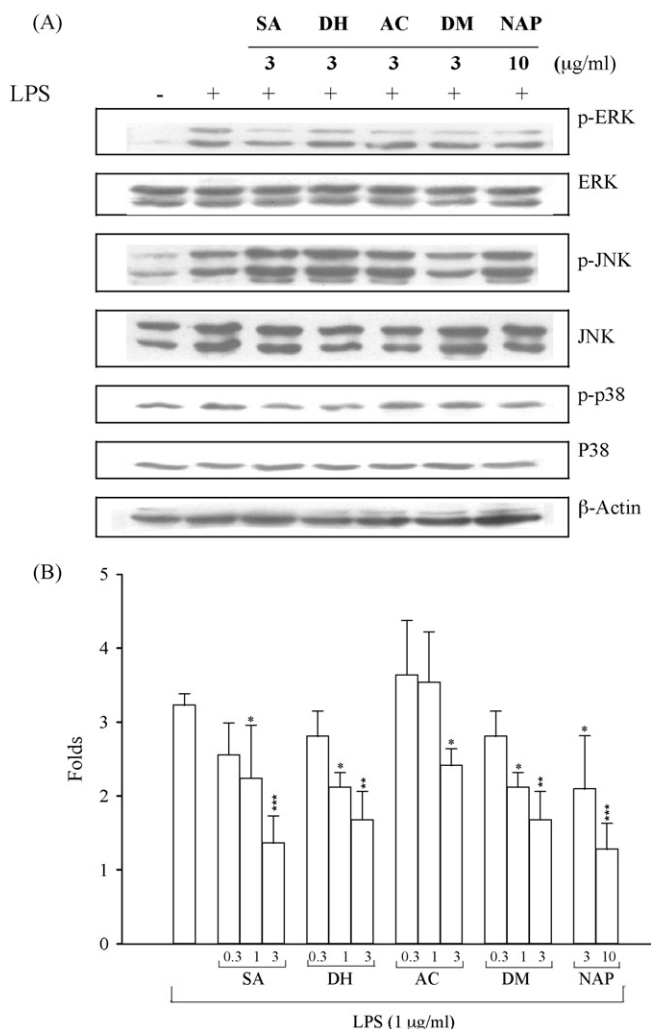 (A)
SA DH AC DM NAP
3 3 3 3 10 (μg/ml)
LPS - + + + + + +
p-ERK
ERK
p-JNK
JNK
p-p38
P38
β-Actin
(B)
5
4
3
2
1
0
Folds
* *** * ** * * ** * ***
0.3 1 3 0.3 1 3 0.3 1 3 0.3 1 3 3 10
SA DH AC DM NAP
LPS (1 μg/ml)